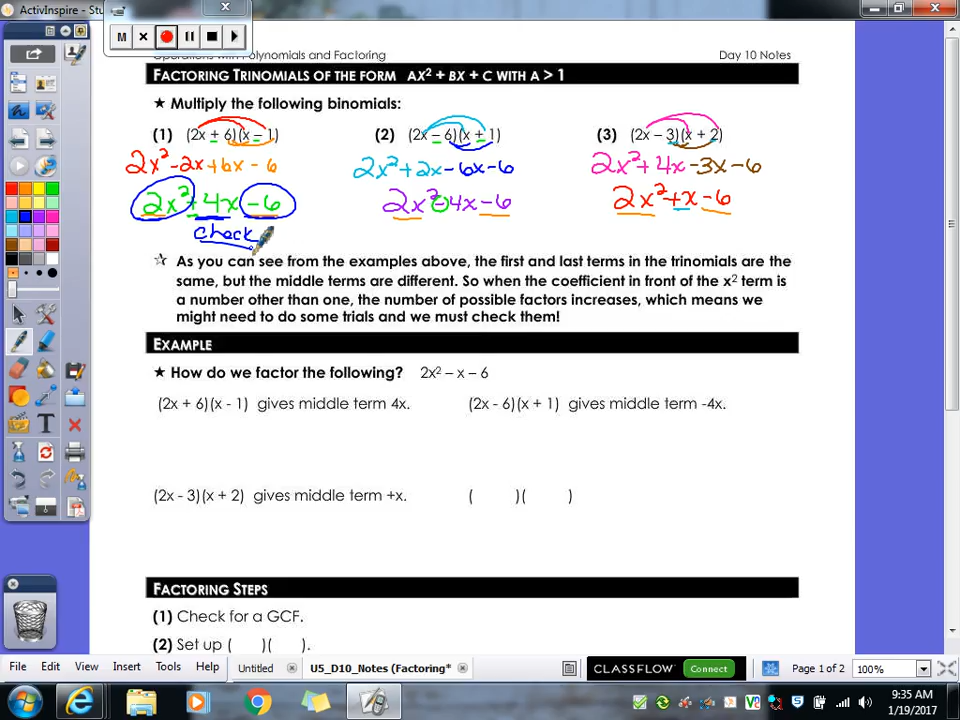 ActivInspire - Stu
M
Operations with Polynomials and Factoring Day 10 Notes
FACTORING TRINOMIALS OF THE FORM AX² + BX + C WITH A > 1
★ Multiply the following binomials:
(1) (2x + 6)(x – 1) (2) (2x – 6)(x + 1) (3) (2x – 3)(x + 2)
2x² - 2x + 6x - 6 2x² + 2x - 6x - 6 2x² + 4x - 3x - 6
2x² + 4x - 6 2x² - 4x - 6 2x² + x - 6
check
☆ As you can see from the examples above, the first and last terms in the trinomials are the
same, but the middle terms are different. So when the coefficient in front of the x² term is
a number other than one, the number of possible factors increases, which means we
might need to do some trials and we must check them!
EXAMPLE
★ How do we factor the following? 2x² – x – 6
(2x + 6)(x - 1) gives middle term 4x. (2x - 6)(x + 1) gives middle term -4x.
(2x - 3)(x + 2) gives middle term +x. ( )( )
FACTORING STEPS
(1) Check for a GCF.
(2) Set up ( )( ).
File Edit View Insert Tools Help Untitled U5_D10_Notes (Factoring* CLASSFLOW Connect Page 1 of 2 100%
9:35 AM
1/19/2017